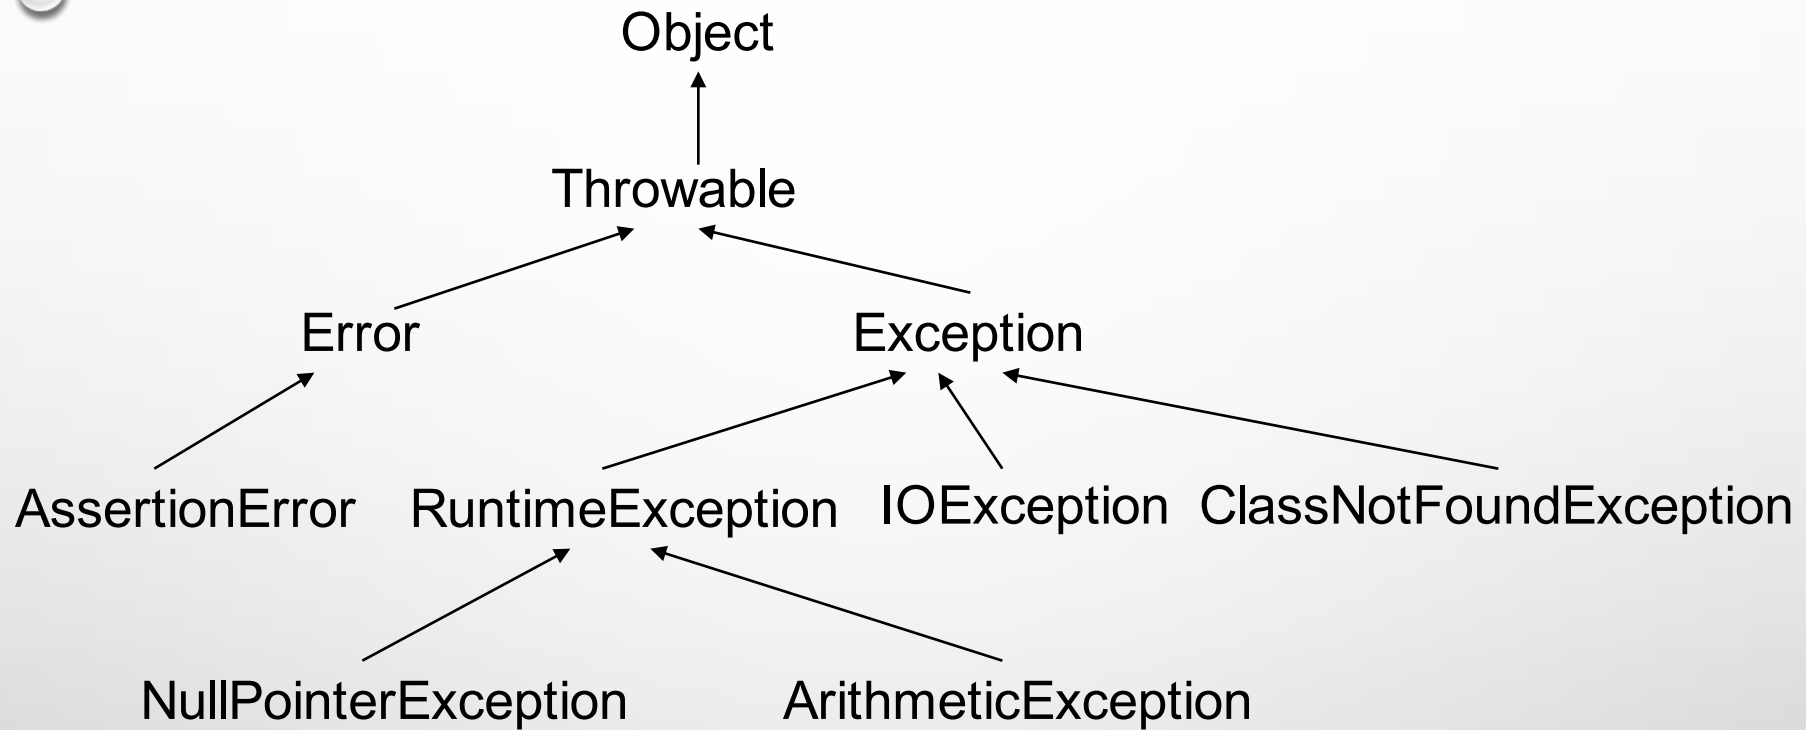 Object
Throwable
Error Exception
AssertionError RuntimeException IOException ClassNotFoundException
NullPointerException ArithmeticException